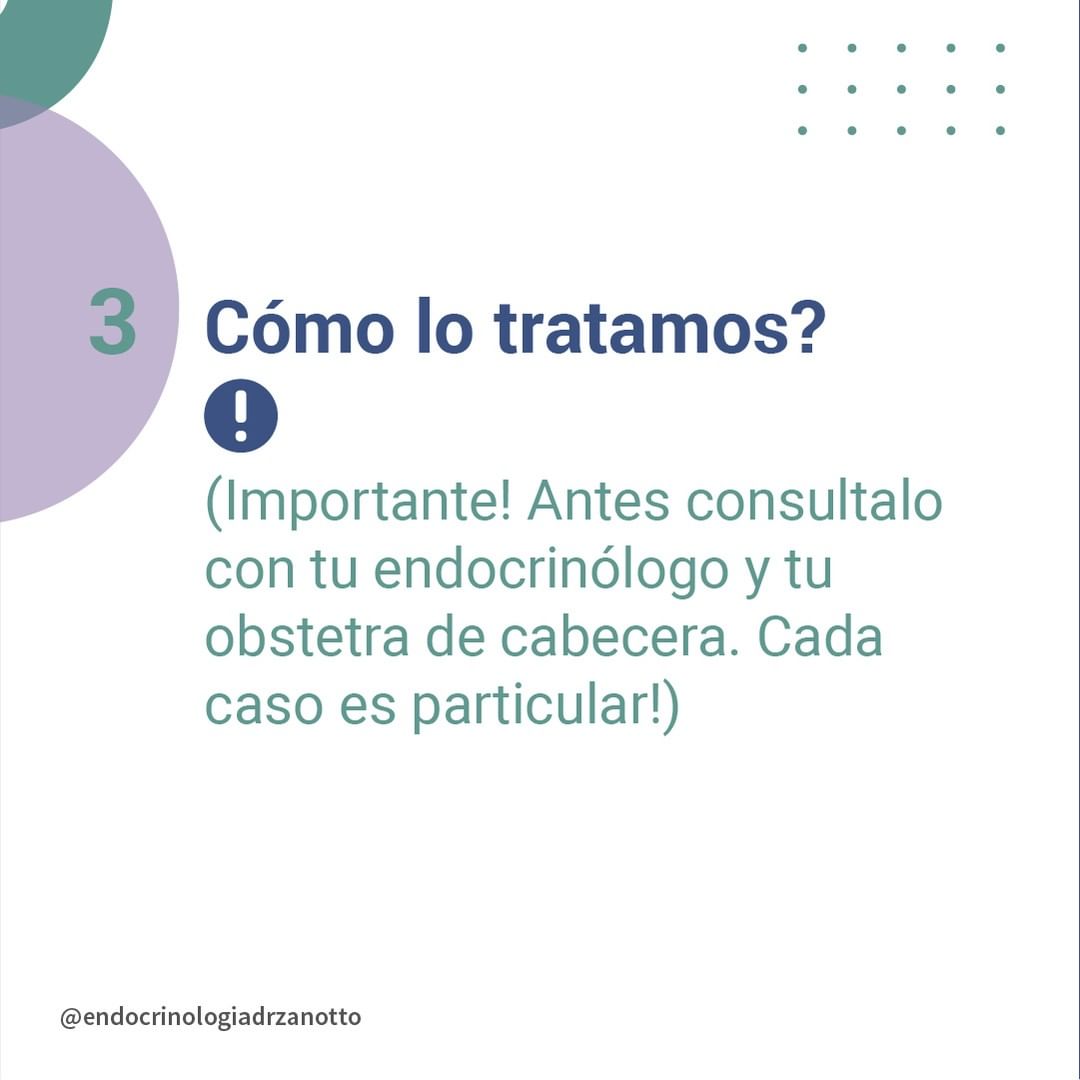 3 Cómo lo tratamos?
!
(Importante! Antes consultalo
con tu endocrinólogo y tu
obstetra de cabecera. Cada
caso es particular!)
@endocrinologiadrzanotto